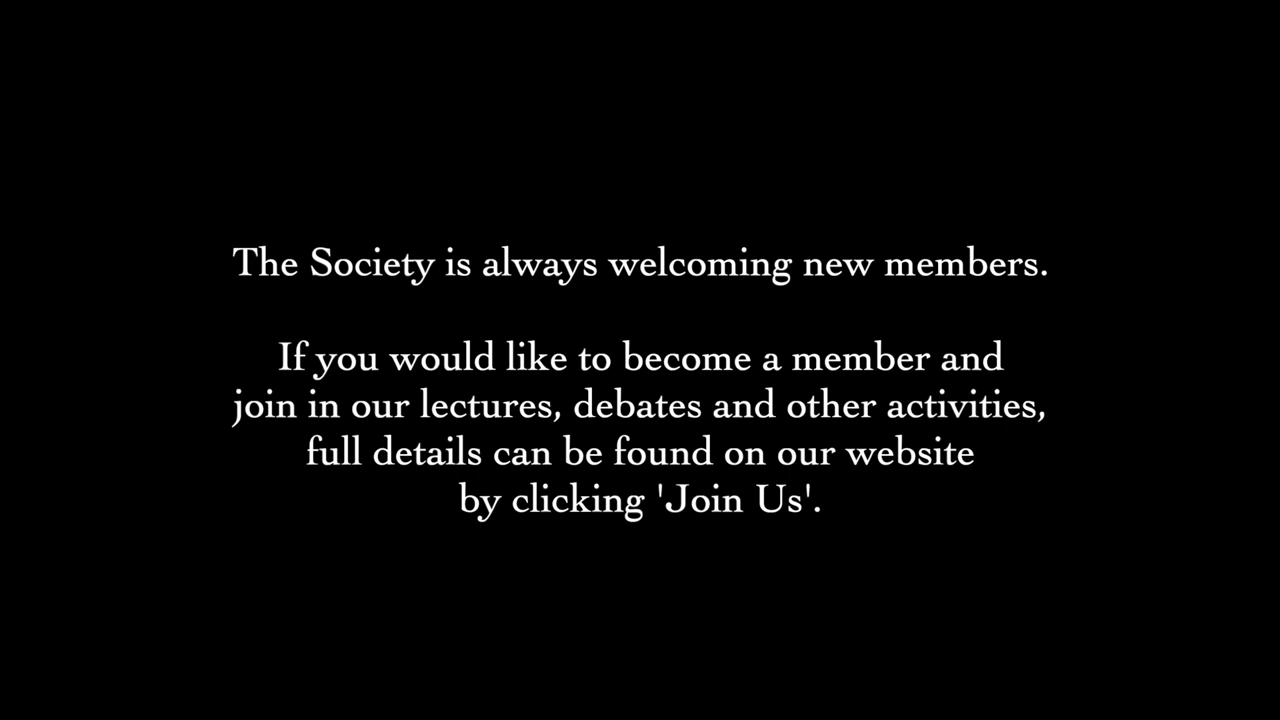 The Society is always welcoming new members.
If you would like to become a member and
join in our lectures, debates and other activities,
full details can be found on our website
by clicking 'Join Us'.